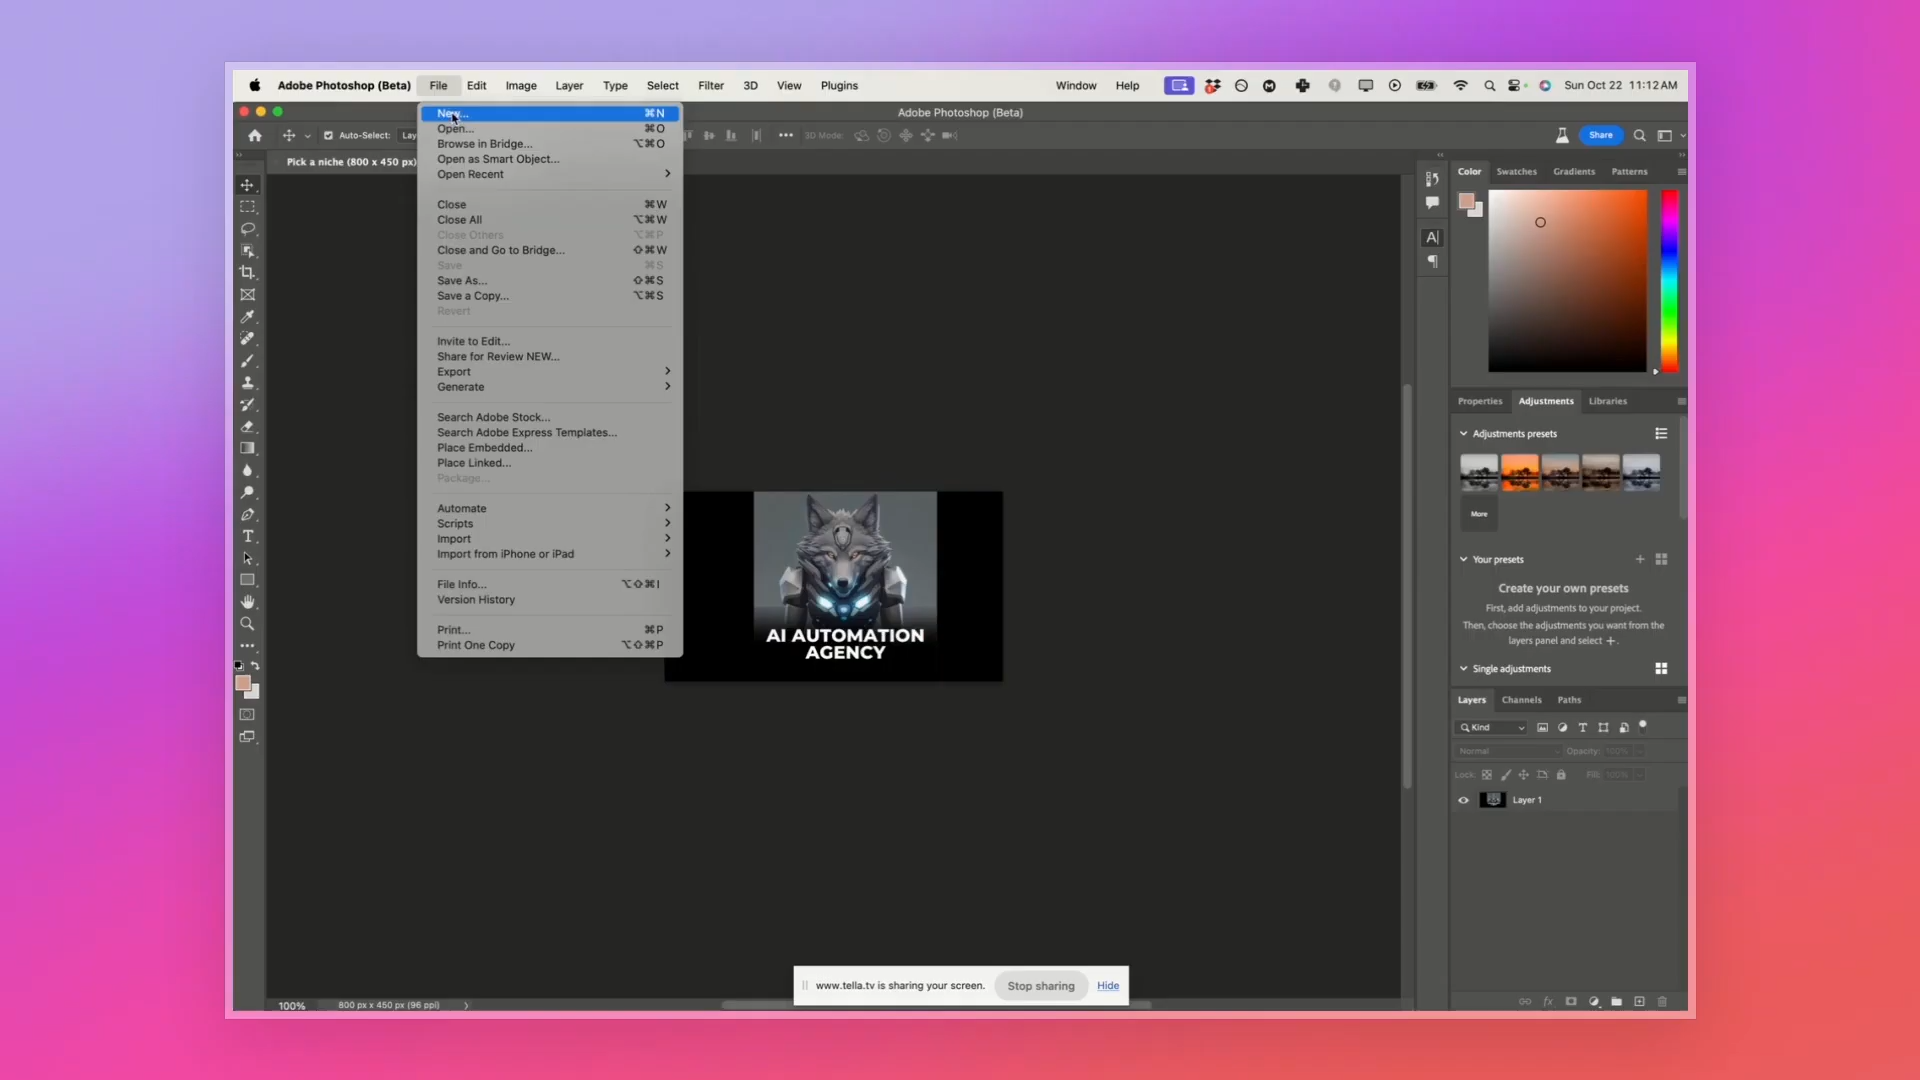 Adobe Photoshop (Beta) File Edit Image Layer Type Select Filter 3D View Plugins Window Help Sun Oct 22 11:12 AM
Adobe Photoshop (Beta)
Auto-Select: Lay 3D Mode: Share
Pick a niche (800 x 450 px)
New... ⌘N
Open... ⌘O
Browse in Bridge... ⌥⌘O
Open as Smart Object...
Open Recent
Close ⌘W
Close All ⌥⌘W
Close Others ⌥⌘P
Close and Go to Bridge... ⇧⌘W
Save ⌘S
Save As... ⇧⌘S
Save a Copy... ⌥⌘S
Revert
Invite to Edit...
Share for Review NEW...
Export
Generate
Search Adobe Stock...
Search Adobe Express Templates...
Place Embedded...
Place Linked...
Package...
Automate
Scripts
Import
Import from iPhone or iPad
File Info... ⌥⇧⌘I
Version History
Print... ⌘P
Print One Copy ⌥⇧⌘P
AI AUTOMATION
AGENCY
Color Swatches Gradients Patterns
Properties Adjustments Libraries
Adjustments presets
More
Your presets
Create your own presets
First, add adjustments to your project.
Then, choose the adjustments you want from the
layers panel and select +.
Single adjustments
Layers Channels Paths
Kind
Normal Opacity: 100%
Lock: Fill: 100%
Layer 1
fx
www.tella.tv is sharing your screen. Stop sharing Hide
100% 800 px x 450 px (96 ppi)